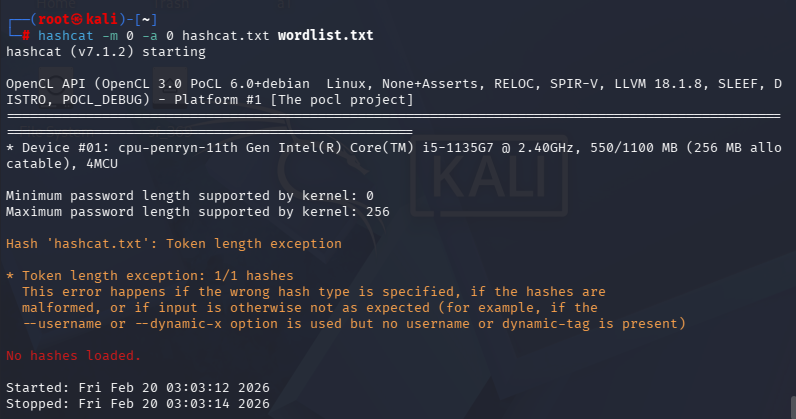 Home Trash
┌──(root㉿kali)-[~]
└─# hashcat -m 0 -a 0 hashcat.txt wordlist.txt
hashcat (v7.1.2) starting
OpenCL API (OpenCL 3.0 PoCL 6.0+debian  Linux, None+Asserts, RELOC, SPIR-V, LLVM 18.1.8, SLEEF, D
ISTRO, POCL_DEBUG) - Platform #1 [The pocl project]
* Device #01: cpu-penryn-11th Gen Intel(R) Core(TM) i5-1135G7 @ 2.40GHz, 550/1100 MB (256 MB allo
catable), 4MCU
Minimum password length supported by kernel: 0
Maximum password length supported by kernel: 256
KALI
Hash 'hashcat.txt': Token length exception
* Token length exception: 1/1 hashes
  This error happens if the wrong hash type is specified, if the hashes are
  malformed, or if input is otherwise not as expected (for example, if the
  --username or --dynamic-x option is used but no username or dynamic-tag is present)
No hashes loaded.
Started: Fri Feb 20 03:03:12 2026
Stopped: Fri Feb 20 03:03:14 2026